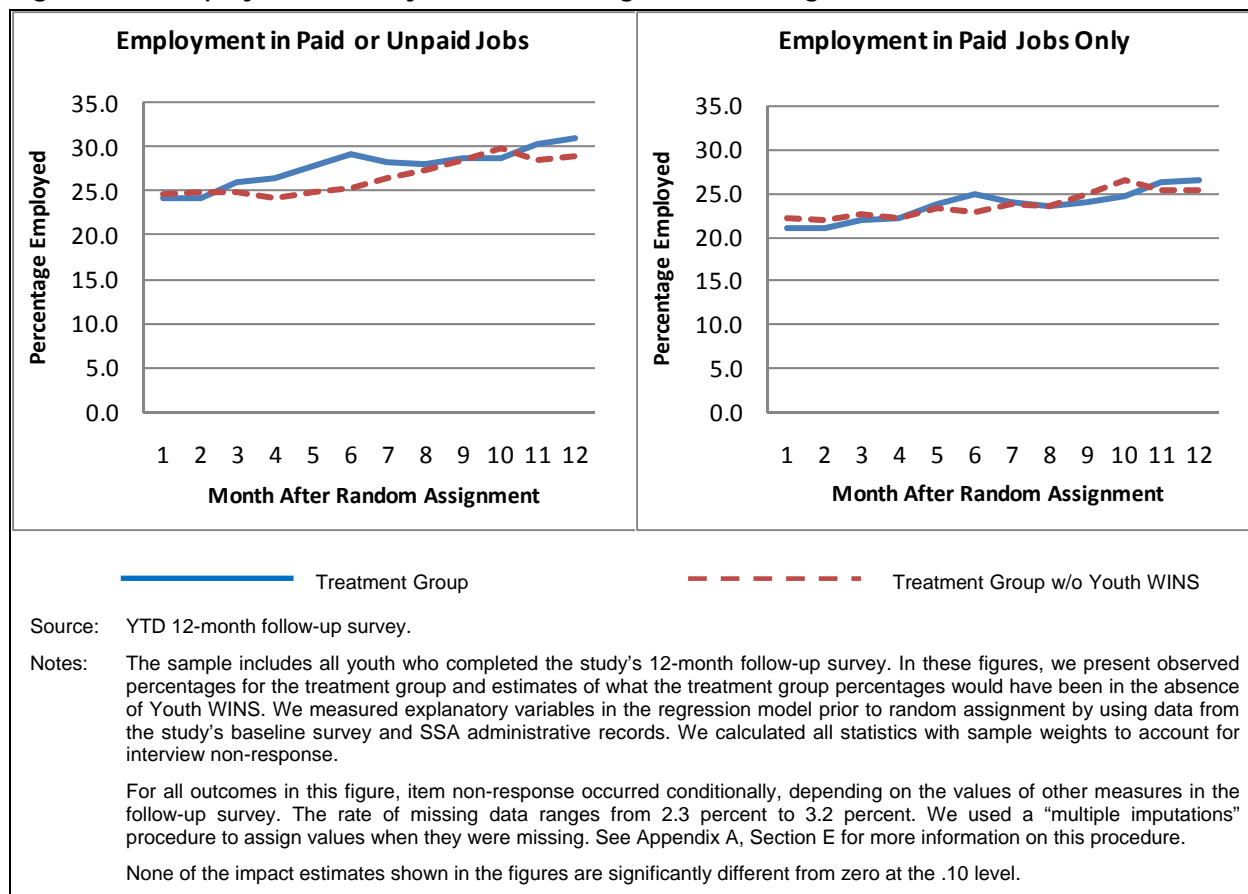 Employment in Paid or Unpaid Jobs
35.0
30.0
25.0
20.0
15.0
10.0
5.0
0.0
Percentage Employed
1 2 3 4 5 6 7 8 9 10 11 12
Month After Random Assignment
Employment in Paid Jobs Only
35.0
30.0
25.0
20.0
15.0
10.0
5.0
0.0
Percentage Employed
1 2 3 4 5 6 7 8 9 10 11 12
Month After Random Assignment
Treatment Group
Treatment Group w/o Youth WINS
Source: YTD 12-month follow-up survey.
Notes: The sample includes all youth who completed the study's 12-month follow-up survey. In these figures, we present observed
percentages for the treatment group and estimates of what the treatment group percentages would have been in the absence
of Youth WINS. We measured explanatory variables in the regression model prior to random assignment by using data from
the study's baseline survey and SSA administrative records. We calculated all statistics with sample weights to account for
interview non-response.
For all outcomes in this figure, item non-response occurred conditionally, depending on the values of other measures in the
follow-up survey. The rate of missing data ranges from 2.3 percent to 3.2 percent. We used a “multiple imputations”
procedure to assign values when they were missing. See Appendix A, Section E for more information on this procedure.
None of the impact estimates shown in the figures are significantly different from zero at the .10 level.